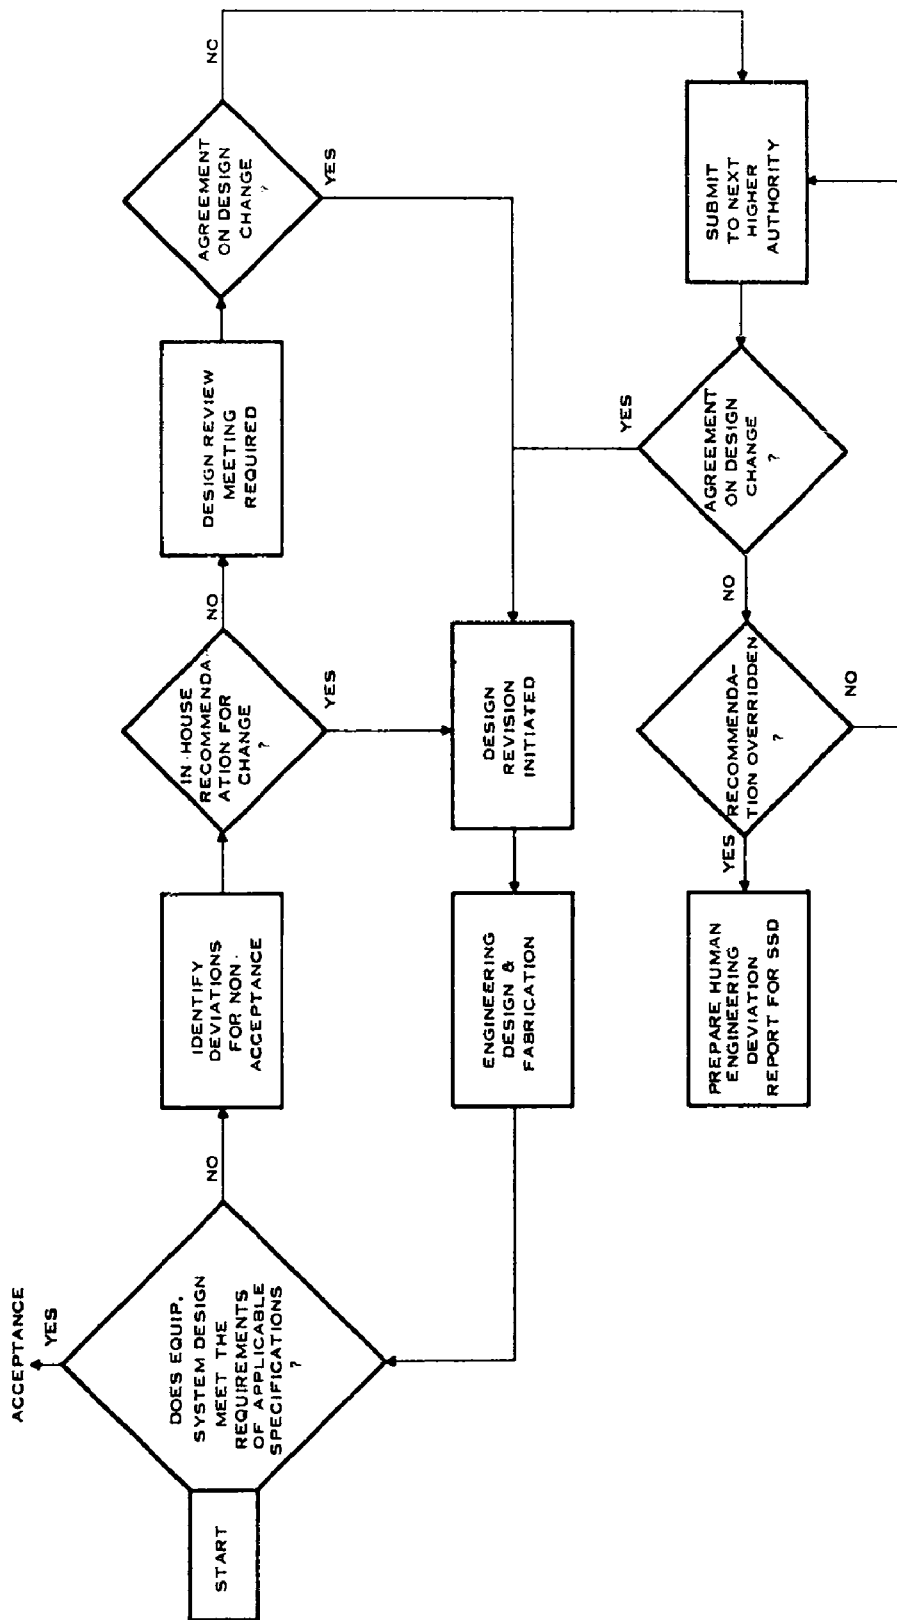 START
ACCEPTANCE
YES
DOES EQUIP.
SYSTEM DESIGN
MEET THE
REQUIREMENTS
OF APPLICABLE
SPECIFICATIONS
?
NO
IDENTIFY
DEVIATIONS
FOR NON-
ACCEPTANCE
IN-HOUSE
RECOMMENDA-
ATION FOR
CHANGE
?
NO
YES
DESIGN REVIEW
MEETING
REQUIRED
AGREEMENT
ON DESIGN
CHANGE
?
NO
YES
ENGINEERING
DESIGN &
FABRICATION
DESIGN
REVISION
INITIATED
PREPARE HUMAN
ENGINEERING
DEVIATION
REPORT FOR SSD
YES
RECOMMENDA-
TION OVERRIDDEN
?
NO
NO
AGREEMENT
ON DESIGN
CHANGE
?
YES
SUBMIT
TO NEXT
HIGHER
AUTHORITY